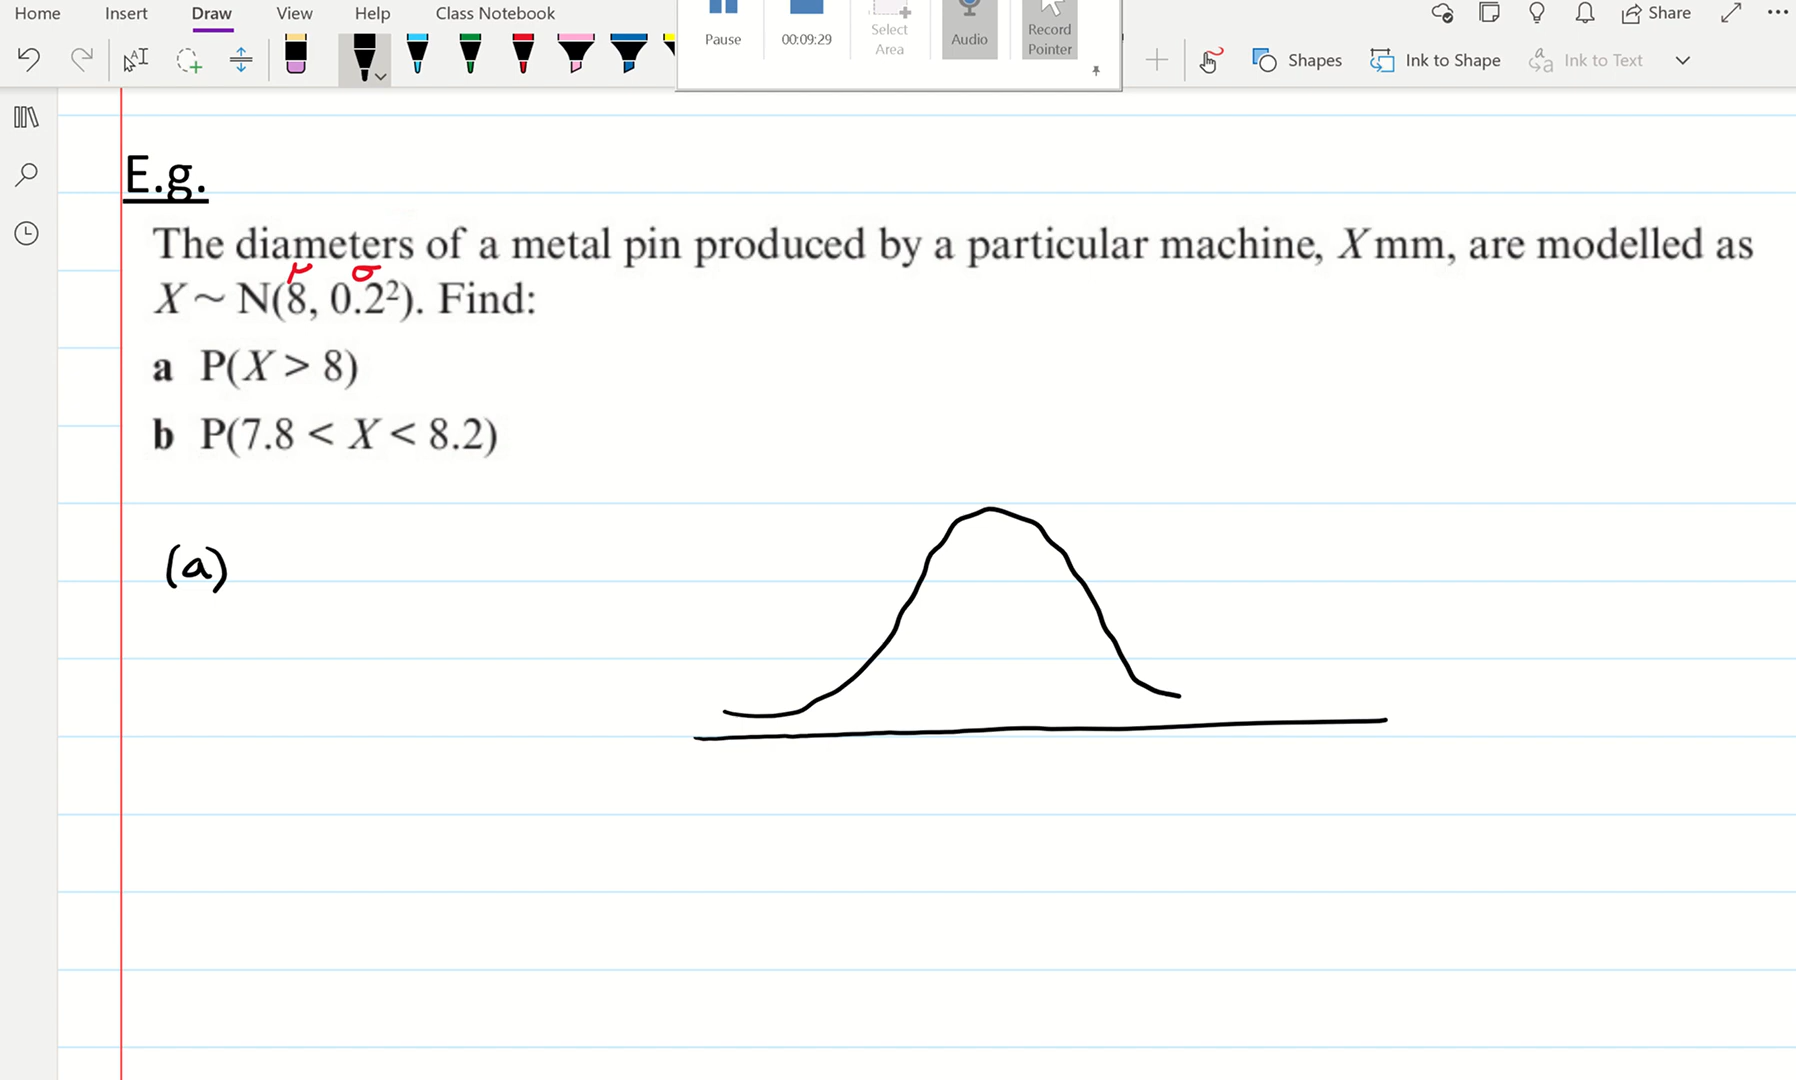 Home Insert Draw View Help Class Notebook
Pause 00:09:29 Select Area Audio Record Pointer
Share
Shapes Ink to Shape Ink to Text
E.g.
The diameters of a metal pin produced by a particular machine, X mm, are modelled as
μ σ
X ~ N(8, 0.2²). Find:
a P(X > 8)
b P(7.8 < X < 8.2)
(a)